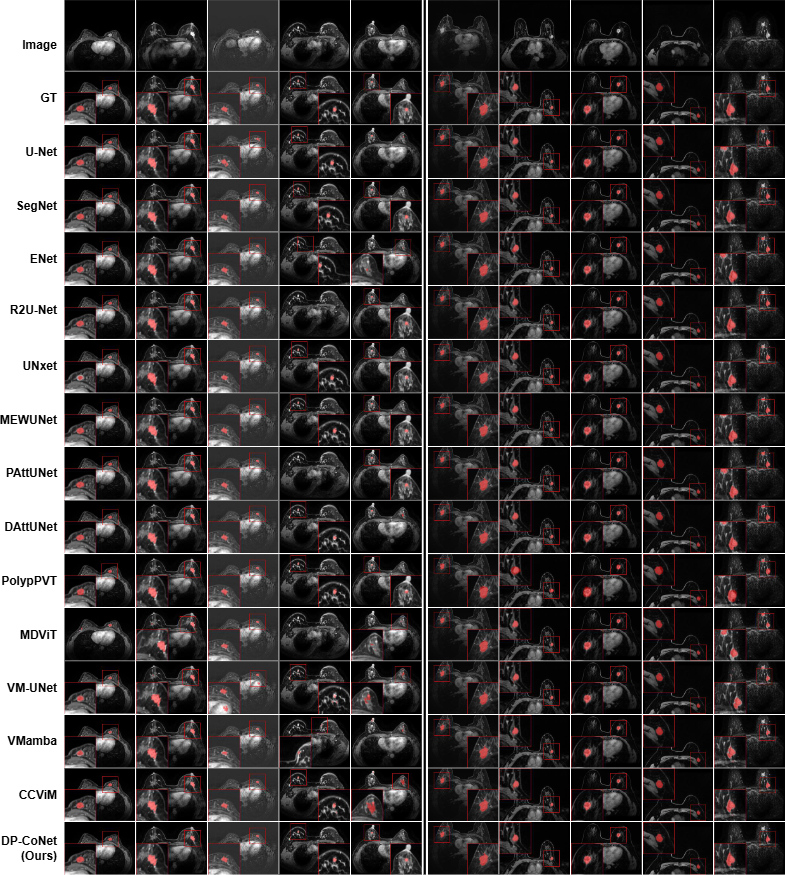 Image
GT
U-Net
SegNet
ENet
R2U-Net
UNxet
MEWUNet
PAttUNet
DAttUNet
PolypPVT
MDViT
VM-UNet
VMamba
CCViM
DP-CoNet
(Ours)